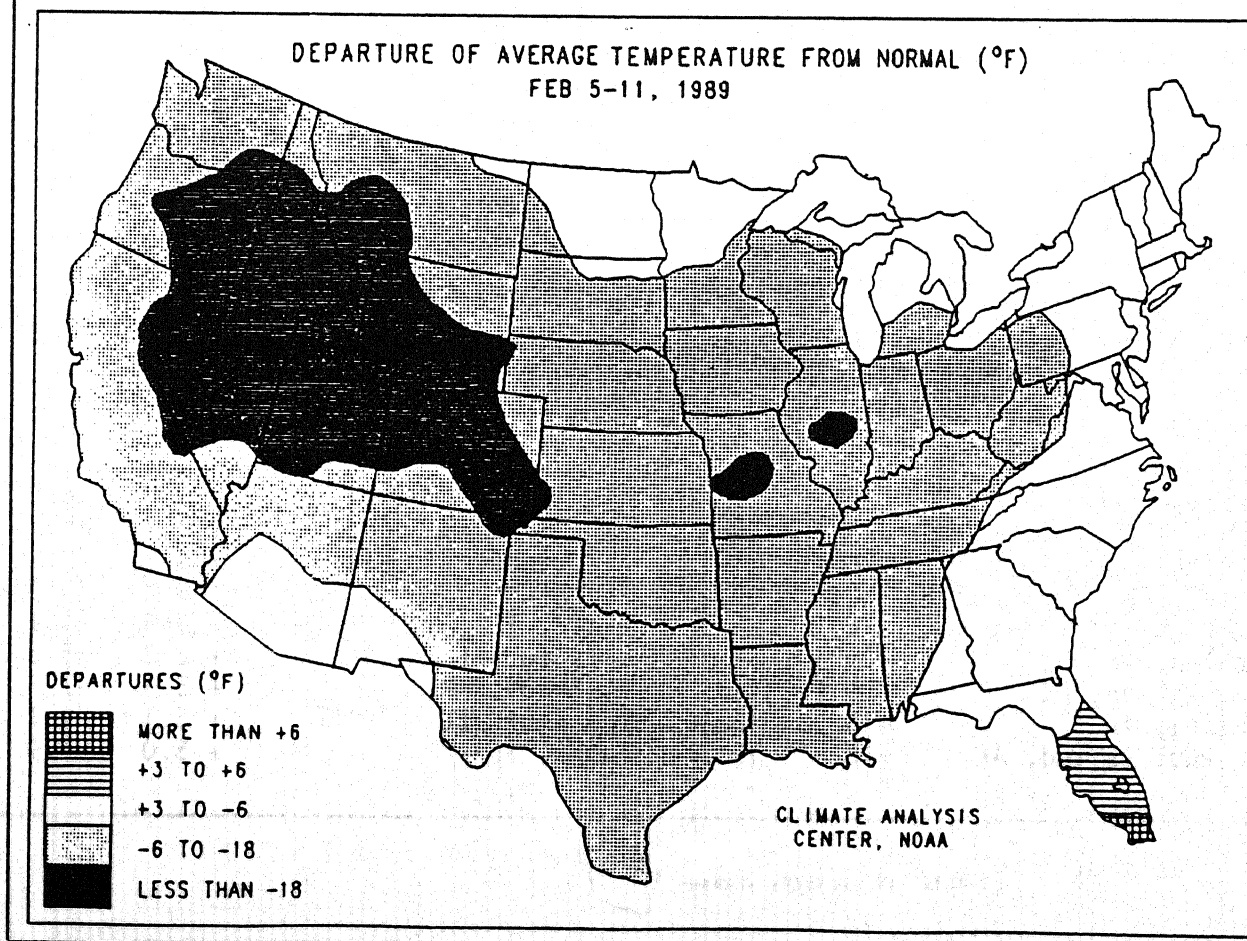 DEPARTURE OF AVERAGE TEMPERATURE FROM NORMAL (°F)
FEB 5-11, 1989
DEPARTURES (°F)
MORE THAN +6
+3 TO +6
+3 TO -6
-6 TO -18
LESS THAN -18
CLIMATE ANALYSIS
CENTER, NOAA